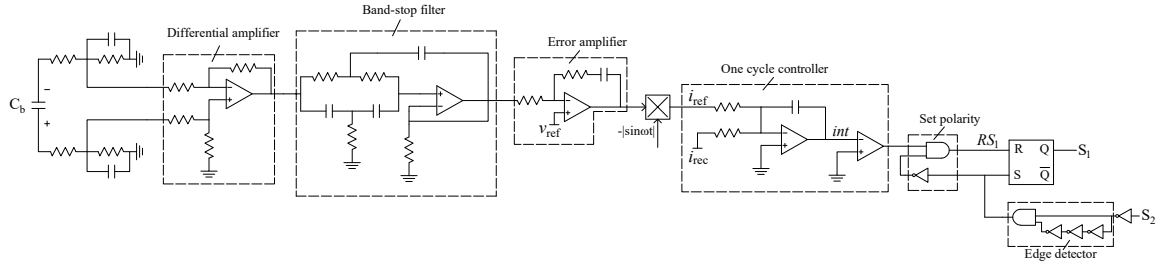 Band-stop filter
Differential amplifier
Error amplifier
One cycle controller
C_b
−
+
−
+
+
−
−
+
v_ref
-|sinωt|
i_ref
i_rec
−
+
int
−
+
Set polarity
RS_1
R Q
S Q̅
S_1
S_2
Edge detector